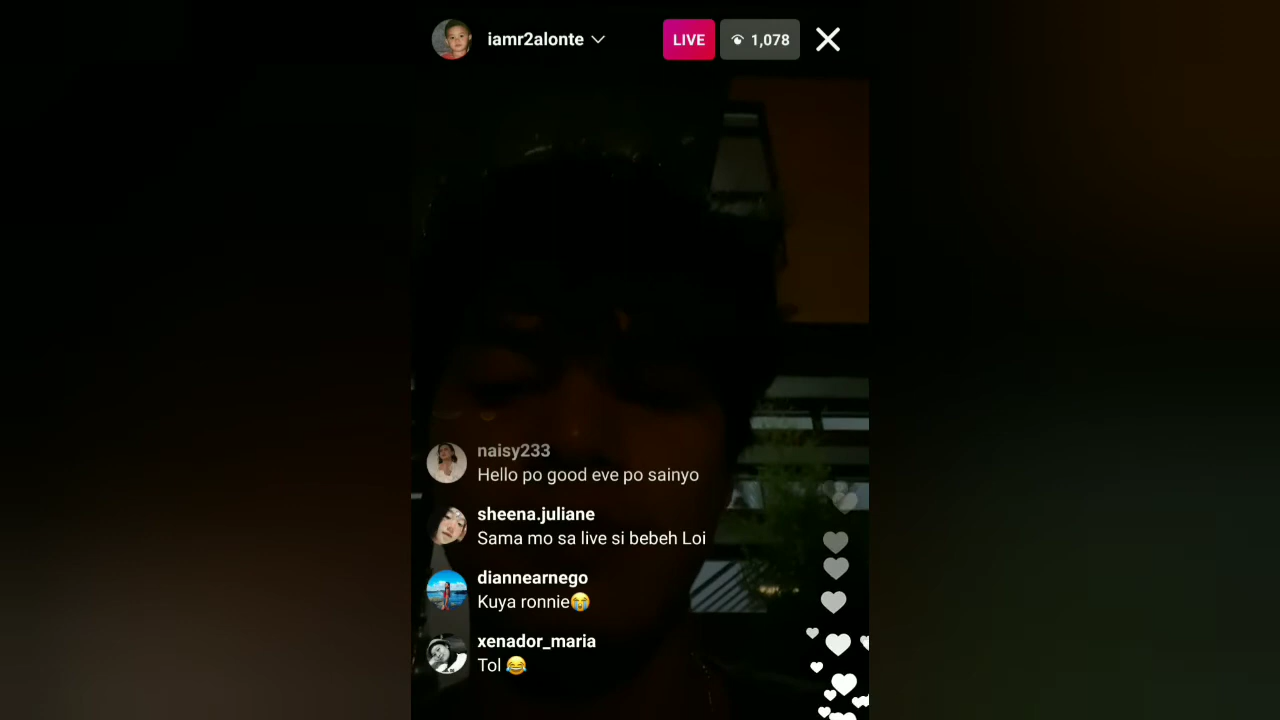 iamr2alonte
LIVE
1,078
naisy233
Hello po good eve po sainyo
sheena.juliane
Sama mo sa live si bebeh Loi
diannearnego
Kuya ronnie😭
xenador_maria
Tol 😂